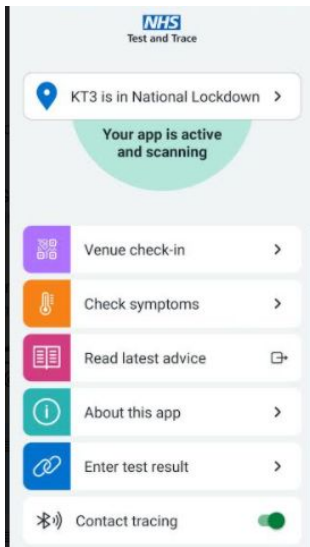 NHS
Test and Trace
KT3 is in National Lockdown
Your app is active
and scanning
Venue check-in
Check symptoms
Read latest advice
About this app
Enter test result
Contact tracing